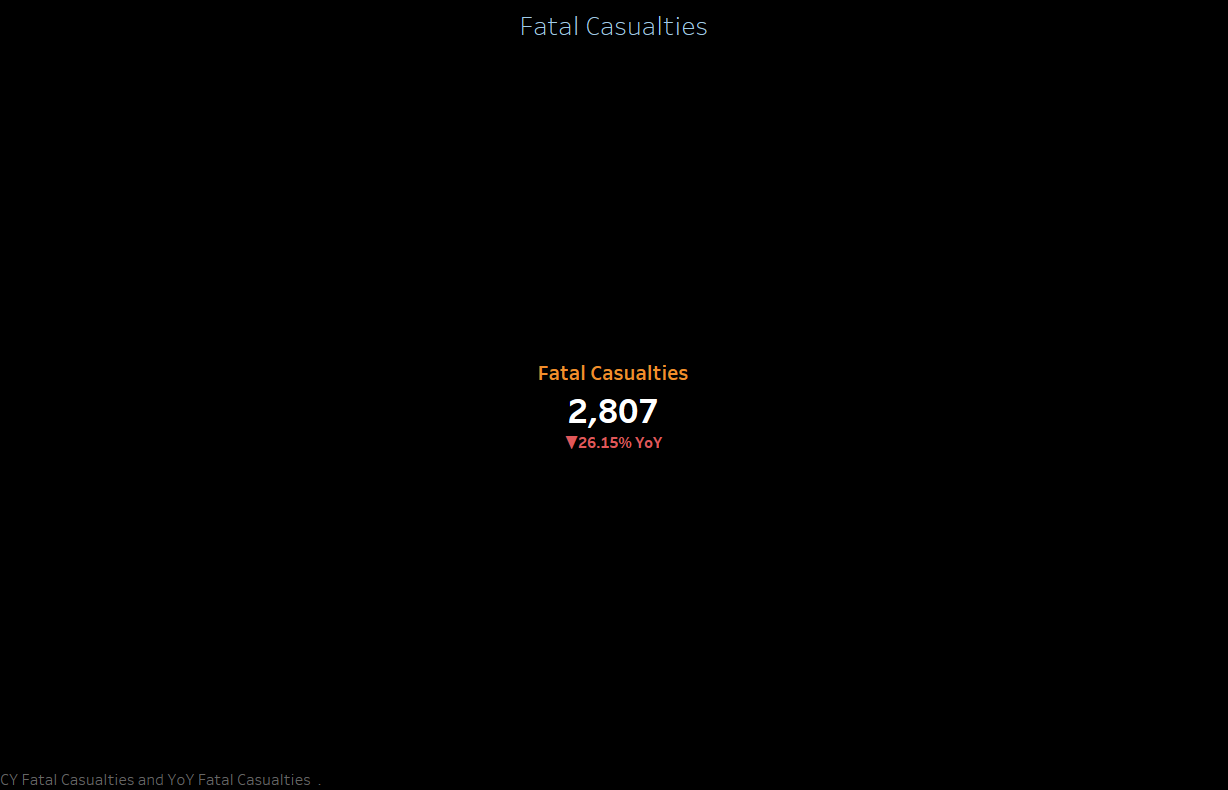 Fatal Casualties
Fatal Casualties
2,807
▼26.15% YoY
CY Fatal Casualties and YoY Fatal Casualties  .